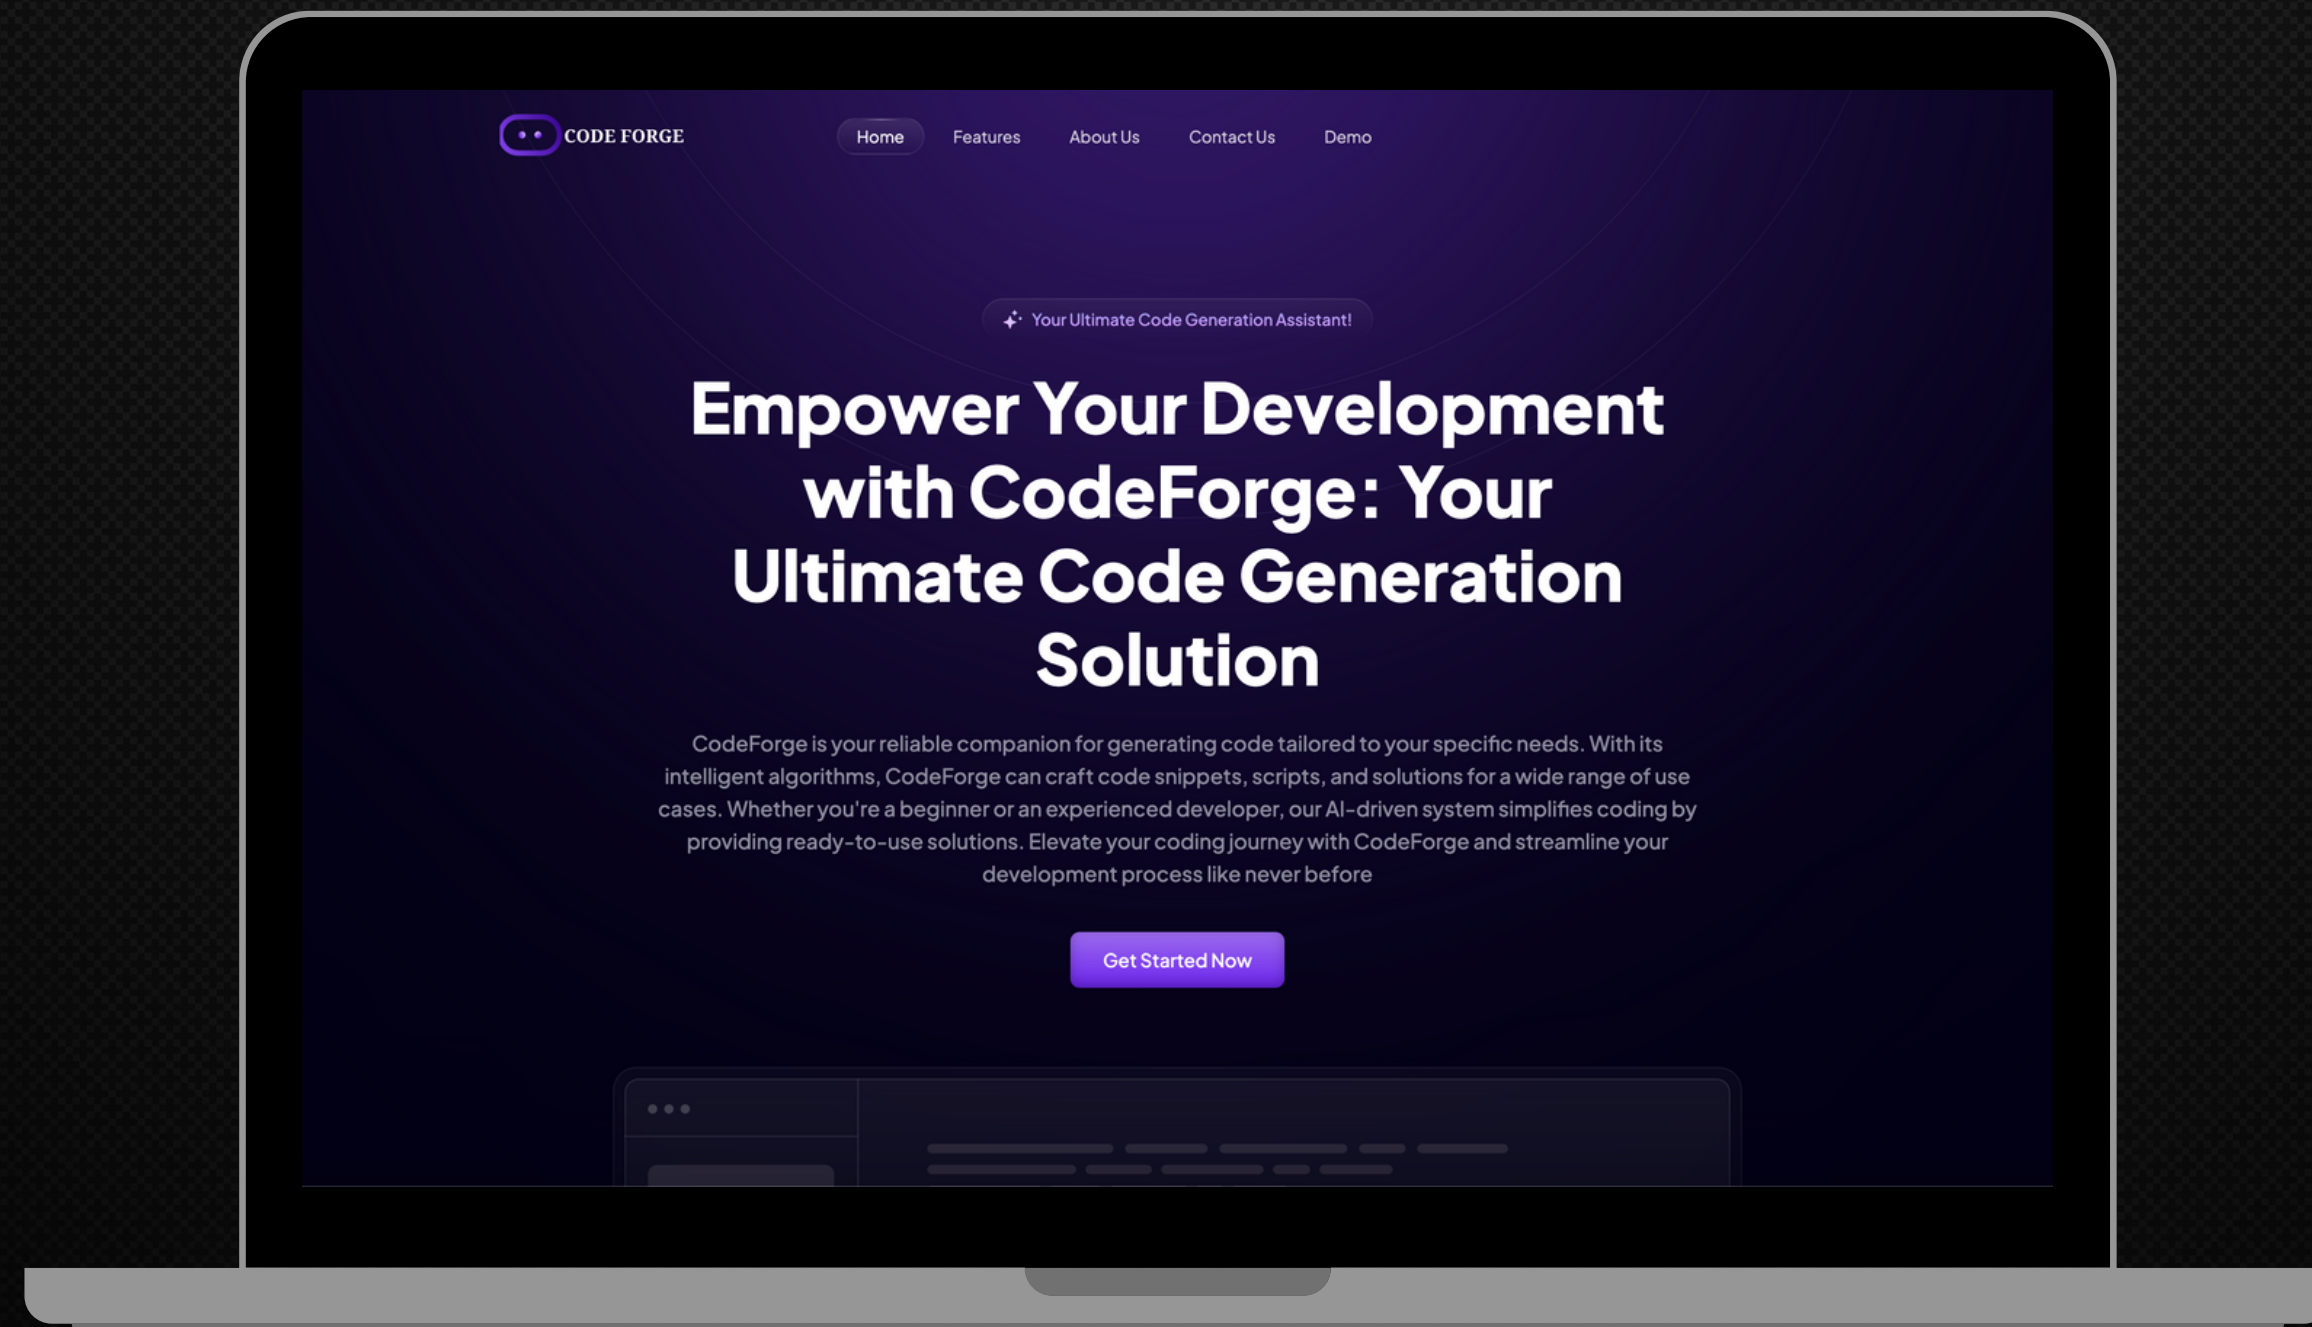 CODE FORGE
Home Features About Us Contact Us Demo
Your Ultimate Code Generation Assistant!
Empower Your Development
with CodeForge: Your
Ultimate Code Generation
Solution
CodeForge is your reliable companion for generating code tailored to your specific needs. With its
intelligent algorithms, CodeForge can craft code snippets, scripts, and solutions for a wide range of use
cases. Whether you're a beginner or an experienced developer, our AI-driven system simplifies coding by
providing ready-to-use solutions. Elevate your coding journey with CodeForge and streamline your
development process like never before
Get Started Now